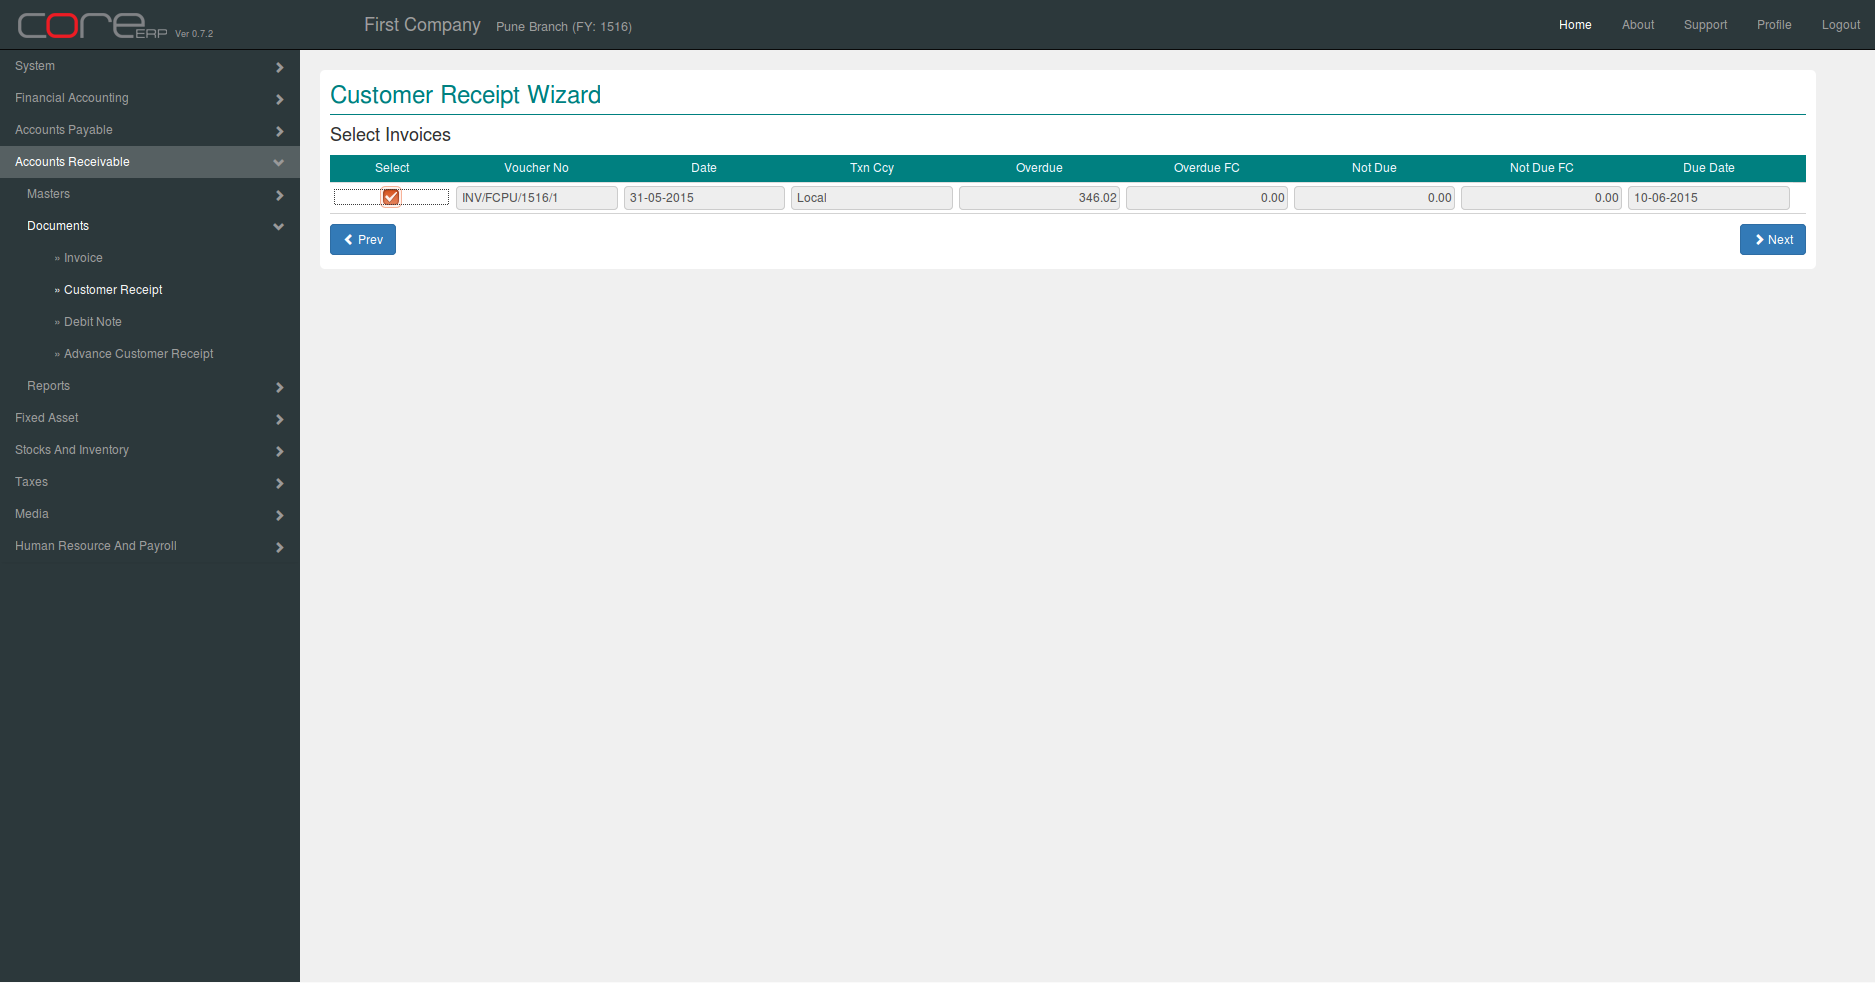 core ERP Ver 0.7.2
First Company Pune Branch (FY: 1516)
Home About Support Profile Logout
System
Financial Accounting
Accounts Payable
Accounts Receivable
Masters
Documents
» Invoice
» Customer Receipt
» Debit Note
» Advance Customer Receipt
Reports
Fixed Asset
Stocks And Inventory
Taxes
Media
Human Resource And Payroll
Customer Receipt Wizard
Select Invoices
Select Voucher No Date Txn Ccy Overdue Overdue FC Not Due Not Due FC Due Date
INV/FCPU/1516/1 31-05-2015 Local 346.02 0.00 0.00 0.00 10-06-2015
Prev Next